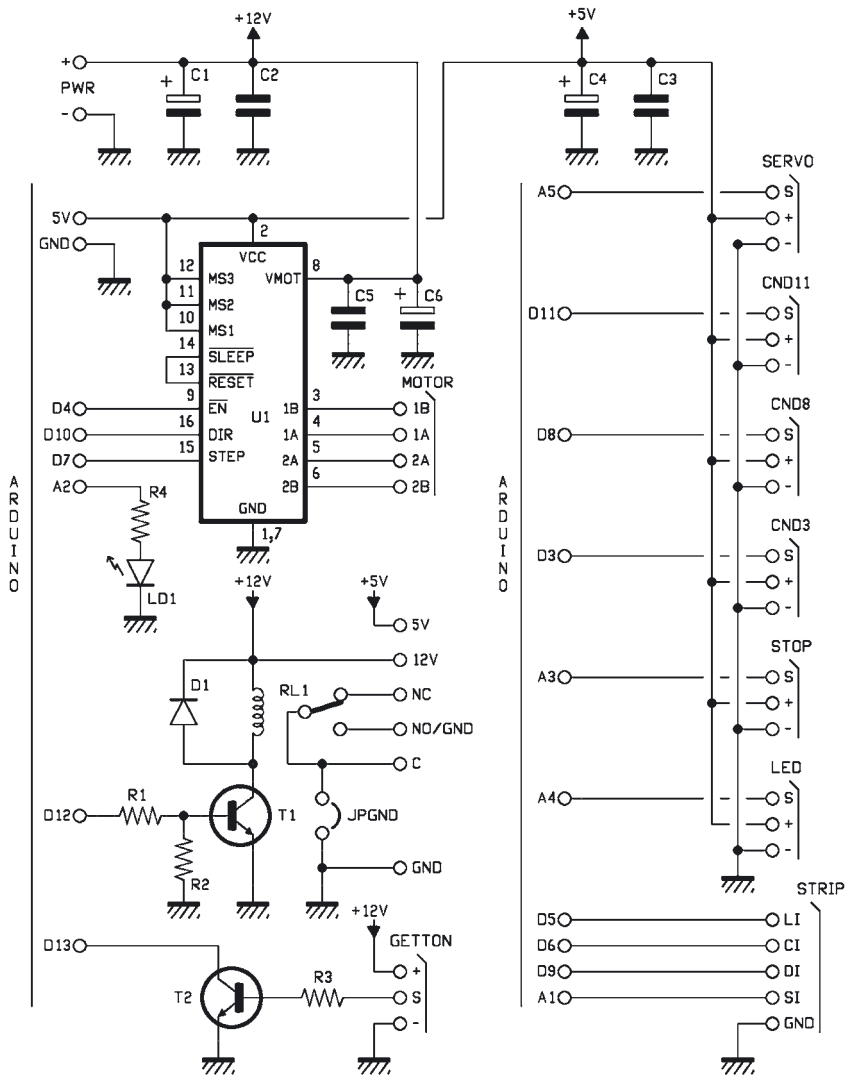 +12V
+5V
+
PWR
-
+
C1
C2
+
C4
C3
SERVO
A5
S
+
-
5V
GND
2
VCC
12
MS3
11
MS2
10
MS1
14
SLEEP
13
RESET
9
EN
16
DIR
15
STEP
VMOT
8
C5
+
C6
MOTOR
U1
1B
3
1B
1A
4
1A
2A
5
2A
2B
6
2B
GND
1,7
D4
D10
D7
A2
R4
LD1
ARDUINO
ARDUINO
CND11
D11
S
+
-
CND8
D8
S
+
-
CND3
D3
S
+
-
STOP
A3
S
+
-
LED
A4
S
+
-
+12V
+5V
5V
12V
D1
RL1
NC
NO/GND
C
D12
R1
R2
T1
JPGND
GND
+12V
GETTON
D13
T2
R3
+
S
-
STRIP
D5
LI
D6
CI
D9
DI
A1
SI
GND